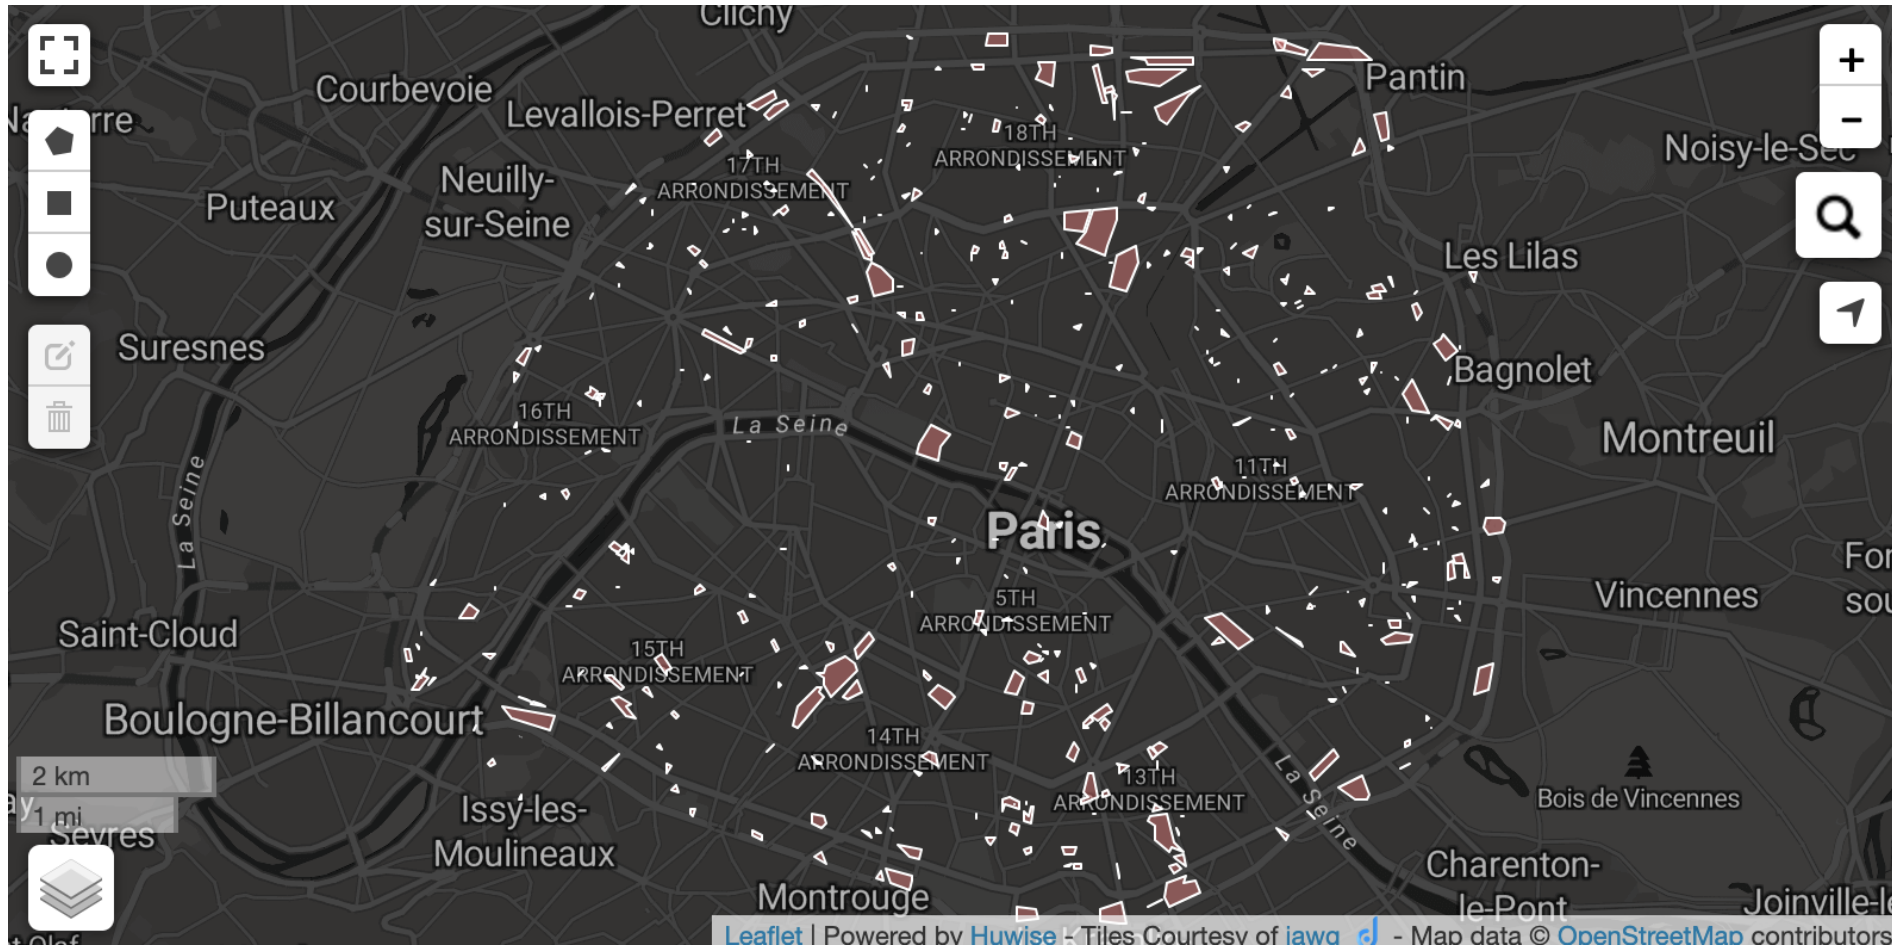 Clichy
Courbevoie
Levallois-Perret
Pantin
18TH
ARRONDISSEMENT
Noisy-le-Sec
17TH
ARRONDISSEMENT
Neuilly-
sur-Seine
Puteaux
Les Lilas
Suresnes
Bagnolet
16TH
ARRONDISSEMENT
La Seine
Montreuil
11TH
ARRONDISSEMENT
La Seine
Paris
Vincennes
5TH
ARRONDISSEMENT
Saint-Cloud
15TH
ARRONDISSEMENT
Boulogne-Billancourt
14TH
ARRONDISSEMENT
13TH
ARRONDISSEMENT
La Seine
Bois de Vincennes
2 km
1 mi
Sèvres
Issy-les-
Moulineaux
Charenton-
le-Pont
Montrouge
Leaflet | Powered by Huwise - Tiles Courtesy of jawg - Map data © OpenStreetMap contributors
+
−